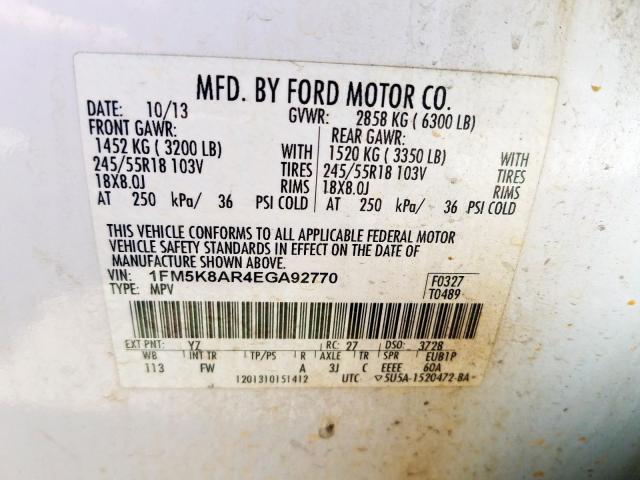 MFD. BY FORD MOTOR CO.
DATE: 10/13 GVWR: 2858 KG ( 6300 LB)
FRONT GAWR: REAR GAWR:
1452 KG ( 3200 LB) WITH 1520 KG ( 3350 LB) WITH
245/55R18 103V TIRES 245/55R18 103V TIRES
18X8.0J RIMS 18X8.0J RIMS
AT 250 kPa/ 36 PSI COLD AT 250 kPa/ 36 PSI COLD
THIS VEHICLE CONFORMS TO ALL APPLICABLE FEDERAL MOTOR
VEHICLE SAFETY STANDARDS IN EFFECT ON THE DATE OF
MANUFACTURE SHOWN ABOVE.
VIN: 1FM5K8AR4EGA92770 F0327
TYPE: MPV T0489
EXT PNT: YZ RC: 27 DSO: 3728
WB INT TR TP/PS R AXLE TR SPR EUB1P
113 FW A 3J C EEEE 60A
1201310151412 UTC ▽5U5A-1520472-BA